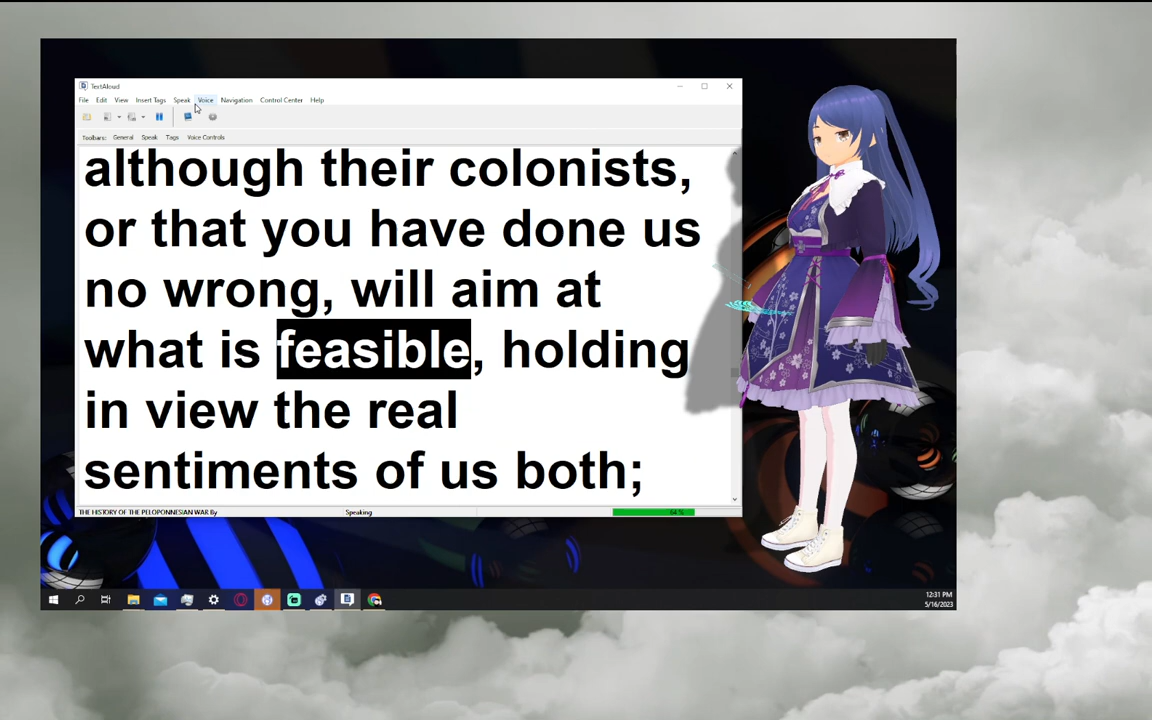 TextAloud
File Edit View Insert Tags Speak Voice Navigation Control Center Help
Toolbars: General Speak Tags Voice Controls
although their colonists,
or that you have done us
no wrong, will aim at
what is feasible, holding
in view the real
sentiments of us both;
THE HISTORY OF THE PELOPONNESIAN WAR By Speaking 64 %
12:31 PM
5/16/2023